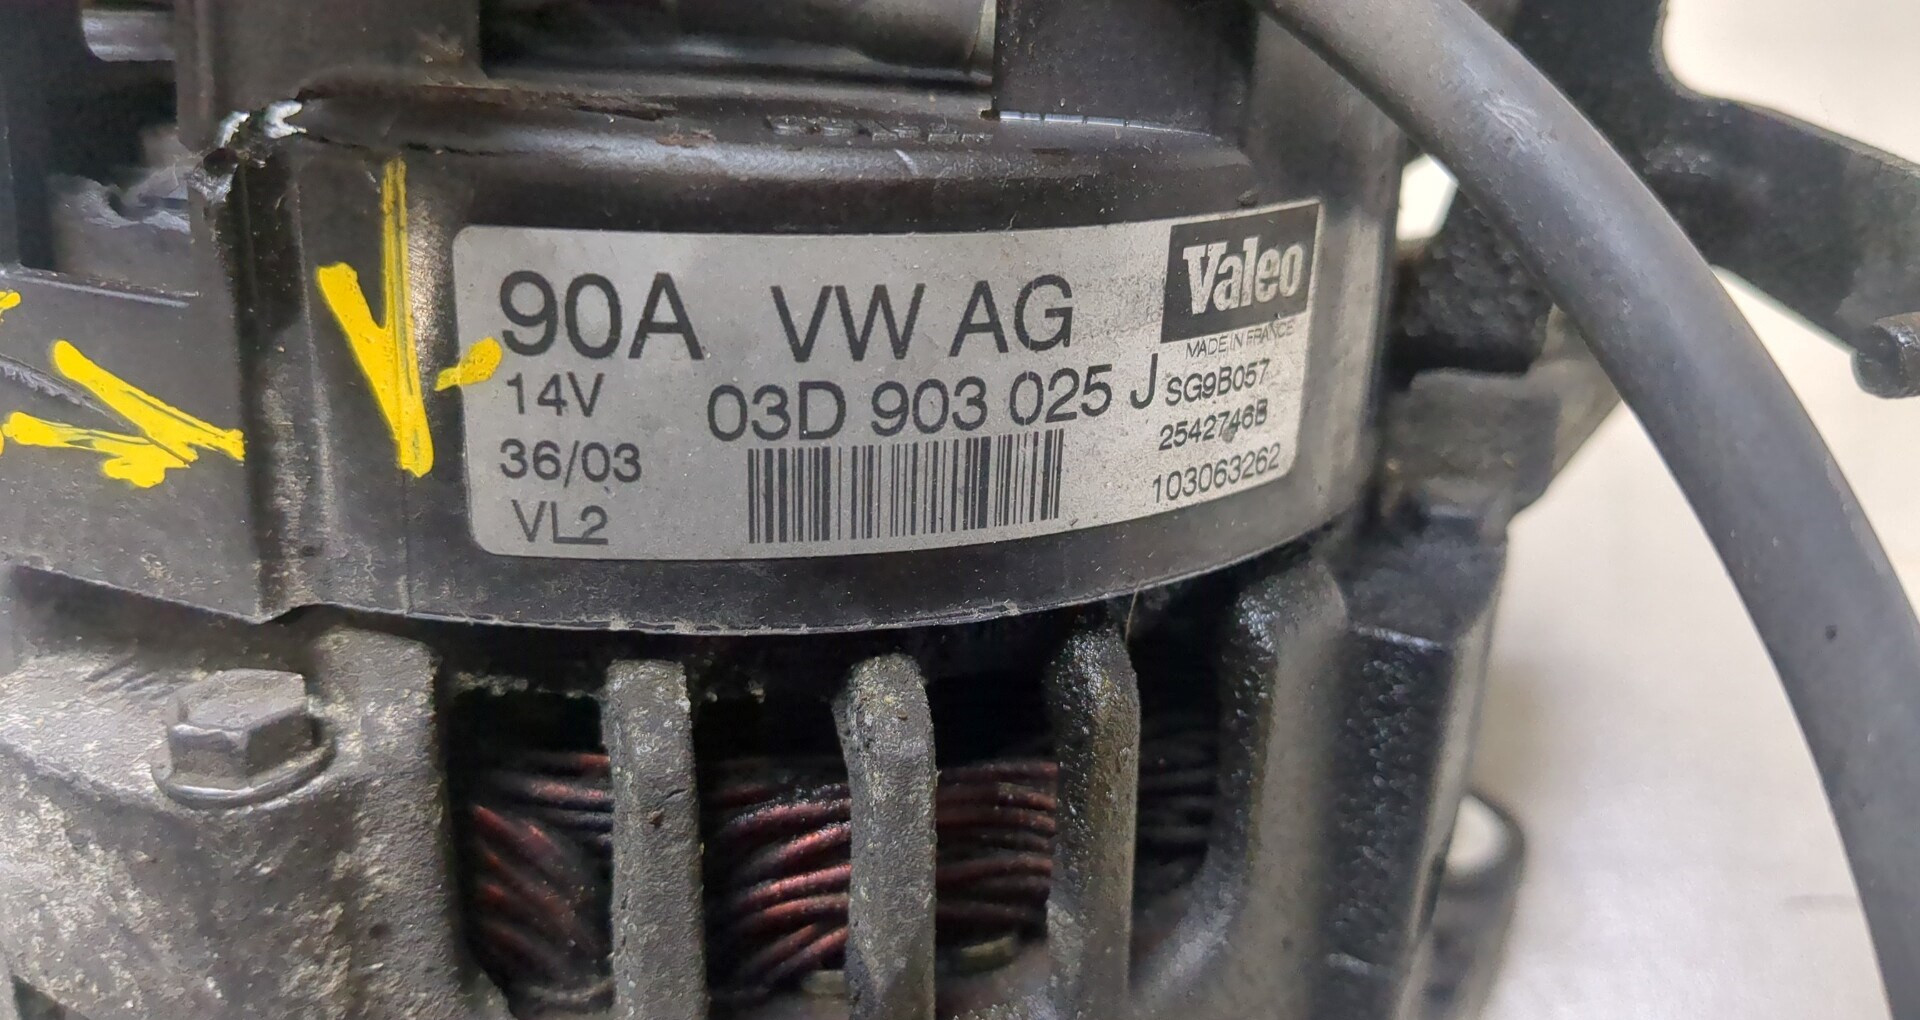 90A VW AG
Valeo
MADE IN FRANCE
14V 03D 903 025 J SG9B057
36/03 2542746B
VL2 103063262